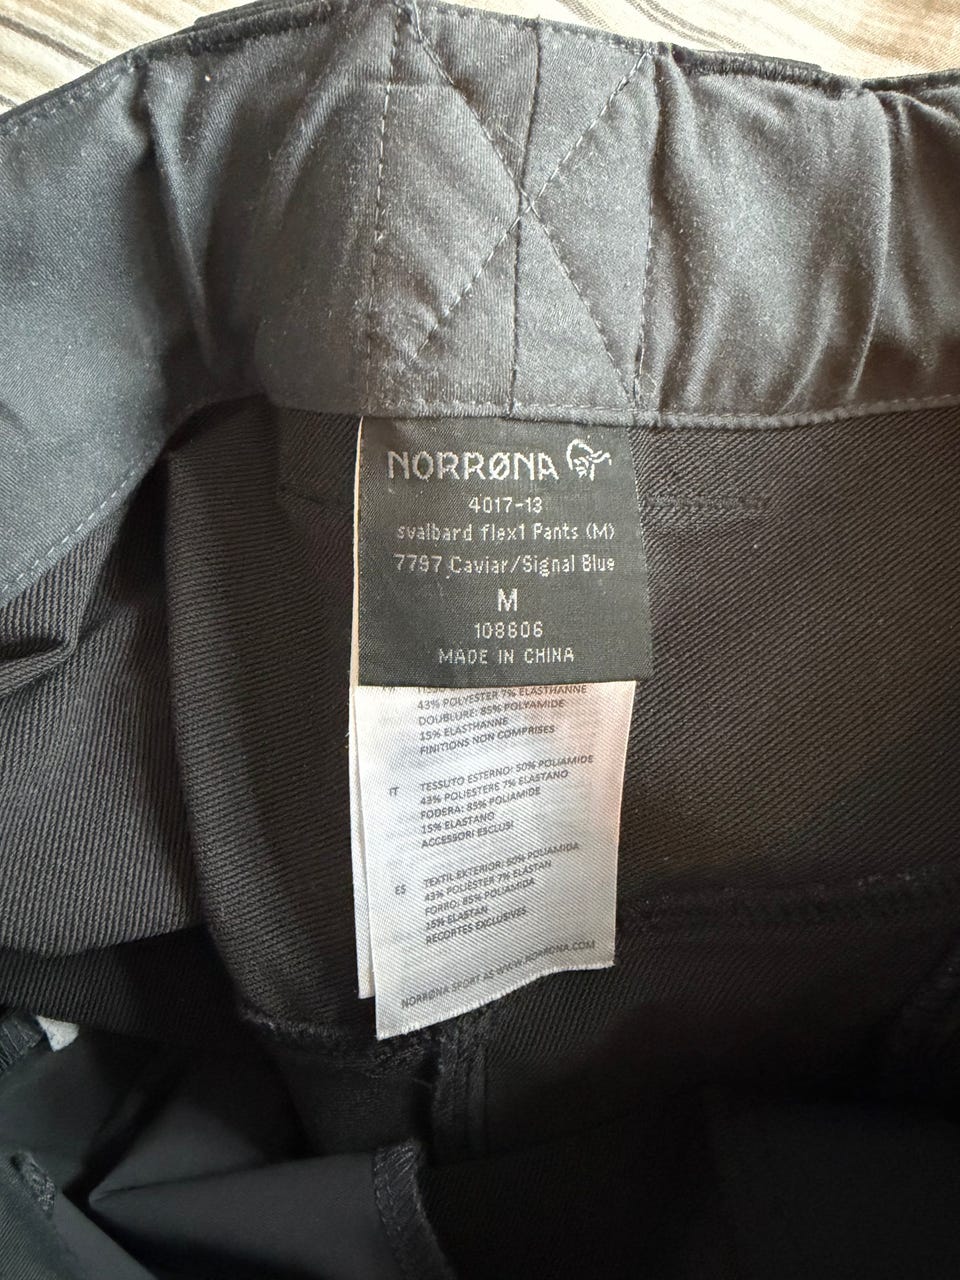 NORRØNA
4017-13
svalbard flex1 Pants (M)
7797 Caviar/Signal Blue
M
108606
MADE IN CHINA
43% POLYESTER 7% ELASTHANNE
DOUBLURE: 85% POLYAMIDE
15% ELASTHANNE
FINITIONS NON COMPRISES
IT TESSUTO ESTERNO: 50% POLIAMIDE
43% POLIESTERE 7% ELASTANO
FODERA: 85% POLIAMIDE
15% ELASTANO
ACCESSORI ESCLUSI
ES TEXTIL EXTERIOR: 50% POLIAMIDA
43% POLIESTER 7% ELASTAN
FORRO: 85% POLIAMIDA
15% ELASTAN
RECORTES EXCLUSIVES
NORRØNA SPORT AS WWW.NORRONA.COM